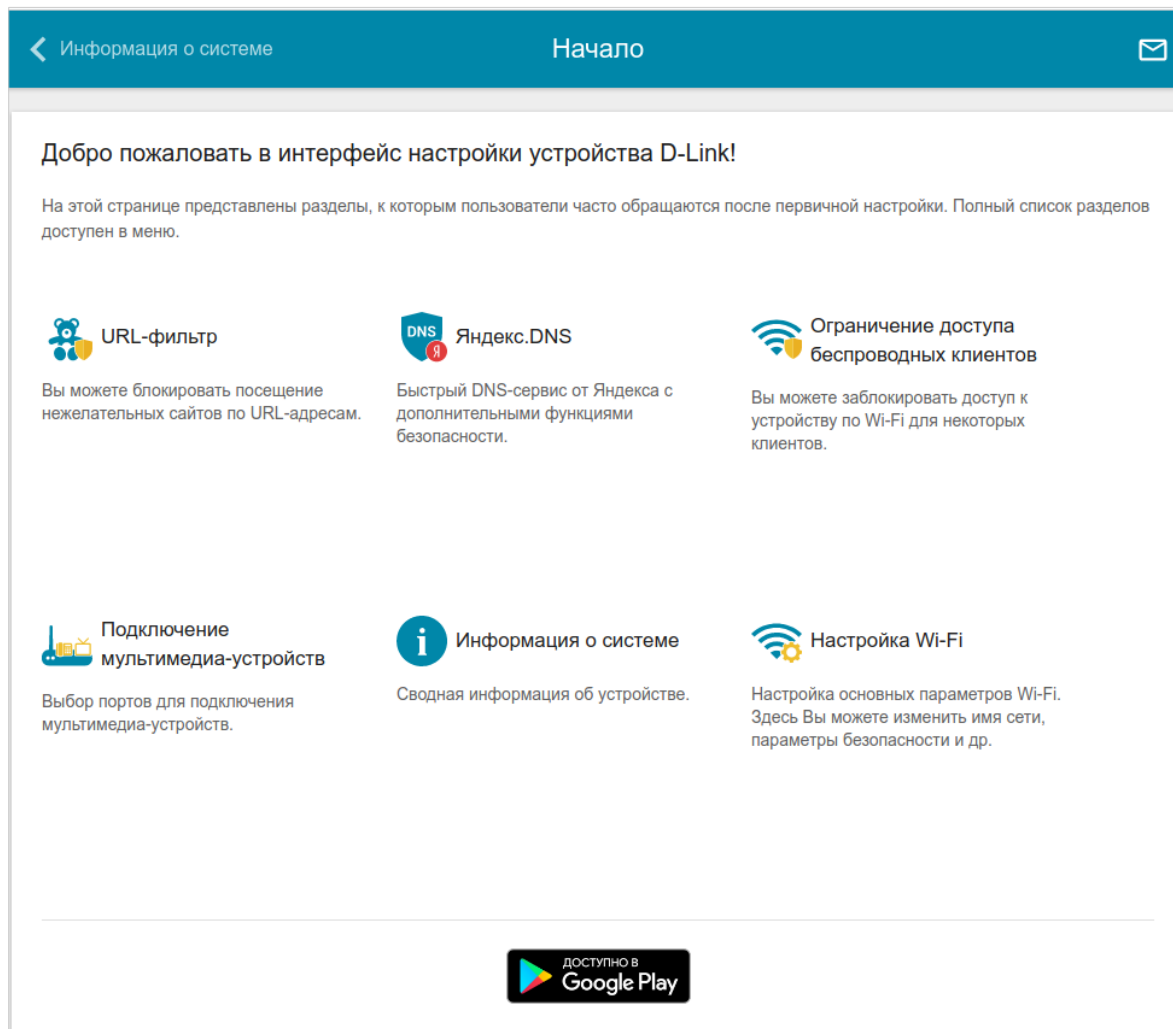 Информация о системе
Начало
Добро пожаловать в интерфейс настройки устройства D-Link!
На этой странице представлены разделы, к которым пользователи часто обращаются после первичной настройки. Полный список разделов
доступен в меню.
URL-фильтр
Вы можете блокировать посещение
нежелательных сайтов по URL-адресам.
DNS
Я
Яндекс.DNS
Быстрый DNS-сервис от Яндекса с
дополнительными функциями
безопасности.
Ограничение доступа
беспроводных клиентов
Вы можете заблокировать доступ к
устройству по Wi-Fi для некоторых
клиентов.
Подключение
мультимедиа-устройств
Выбор портов для подключения
мультимедиа-устройств.
i
Информация о системе
Сводная информация об устройстве.
Настройка Wi-Fi
Настройка основных параметров Wi-Fi.
Здесь Вы можете изменить имя сети,
параметры безопасности и др.
ДОСТУПНО В
Google Play